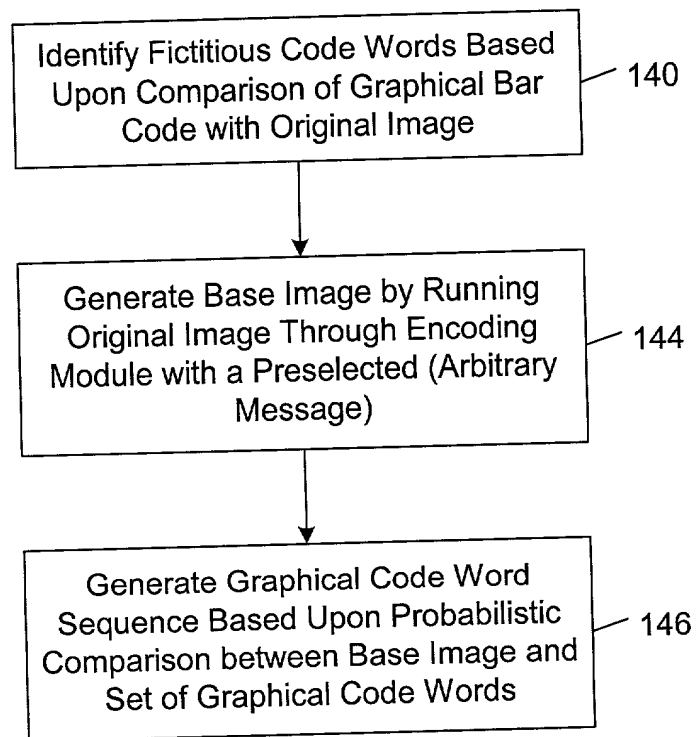 Identify Fictitious Code Words Based
Upon Comparison of Graphical Bar
Code with Original Image
140
Generate Base Image by Running
Original Image Through Encoding
Module with a Preselected (Arbitrary
Message)
144
Generate Graphical Code Word
Sequence Based Upon Probabilistic
Comparison between Base Image and
Set of Graphical Code Words
146